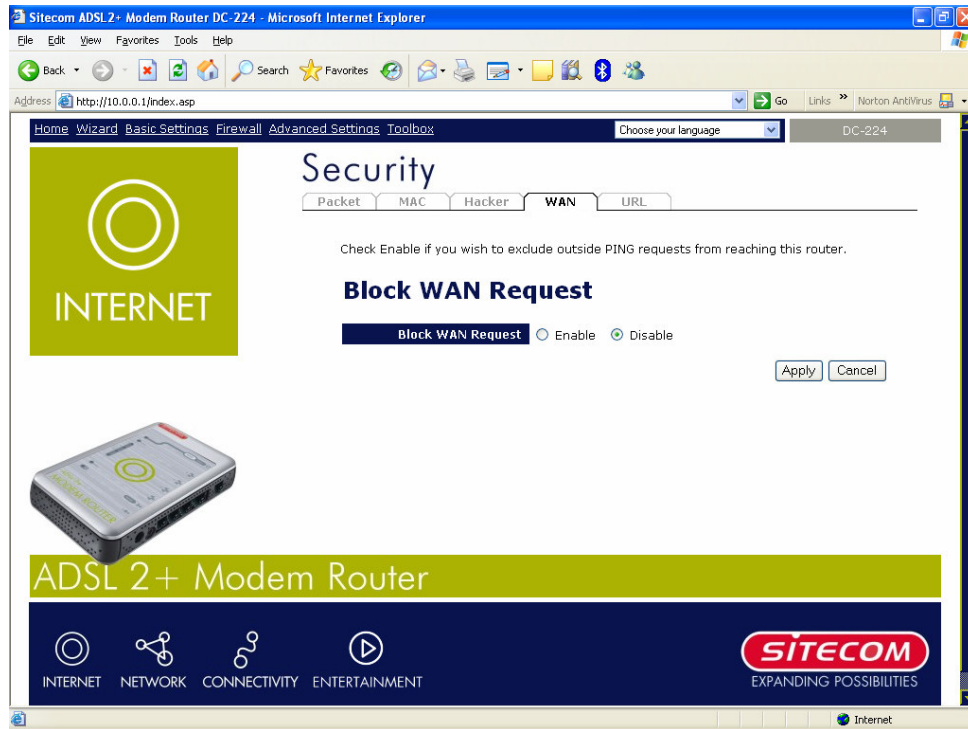 Sitecom ADSL2+ Modem Router DC-224 - Microsoft Internet Explorer
File Edit View Favorites Tools Help
Back Search Favorites
Address http://10.0.0.1/index.asp Go Links » Norton AntiVirus
Home Wizard Basic Settings Firewall Advanced Settings Toolbox Choose your language DC-224
Security
Packet MAC Hacker WAN URL
Check Enable if you wish to exclude outside PING requests from reaching this router.
INTERNET
Block WAN Request
Block WAN Request Enable Disable
Apply Cancel
MODEM ROUTER
ADSL 2+ Modem Router
INTERNET NETWORK CONNECTIVITY ENTERTAINMENT
SITECOM
EXPANDING POSSIBILITIES
Internet